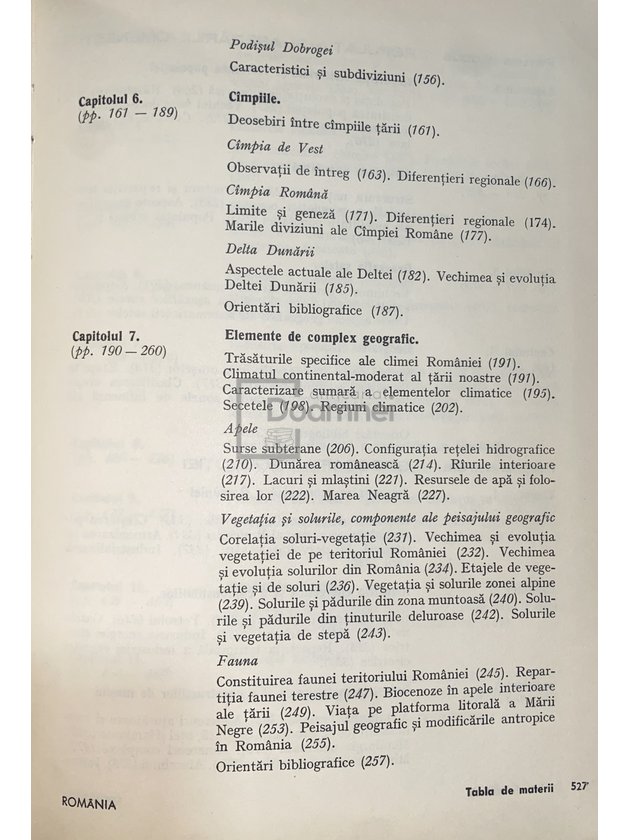 Podişul Dobrogei
Caracteristici şi subdiviziuni (156).
Capitolul 6.
(pp. 161 — 189)
Cîmpiile.
Deosebiri între cîmpiile ţării (161).
Cîmpia de Vest
Observaţii de întreg (163). Diferenţieri regionale (166).
Cîmpia Română
Limite şi geneză (171). Diferenţieri regionale (174).
Marile diviziuni ale Cîmpiei Române (177).
Delta Dunării
Aspectele actuale ale Deltei (182). Vechimea şi evoluţia
Deltei Dunării (185).
Orientări bibliografice (187).
Capitolul 7.
(pp. 190 — 260)
Elemente de complex geografic.
Trăsăturile specifice ale climei României (191).
Climatul continental-moderat al ţării noastre (191).
Caracterizare sumară a elementelor climatice (195).
Secetele (198). Regiuni climatice (202).
Apele
Surse subterane (206). Configuraţia reţelei hidrografice
(210). Dunărea românească (214). Rîurile interioare
(217). Lacuri şi mlaştini (221). Resursele de apă şi folo-
sirea lor (222). Marea Neagră (227).
Vegetaţia şi solurile, componente ale peisajului geografic
Corelaţia soluri-vegetaţie (231). Vechimea şi evoluţia
vegetaţiei de pe teritoriul României (232). Vechimea
şi evoluţia solurilor din România (234). Etajele de vege-
taţie şi de soluri (236). Vegetaţia şi solurile zonei alpine
(239). Solurile şi pădurile din zona muntoasă (240). Solu-
rile şi pădurile din ţinuturile deluroase (242). Solurile
şi vegetaţia de stepă (243).
Fauna
Constituirea faunei teritoriului României (245). Repar-
tiţia faunei terestre (247). Biocenoze în apele interioare
ale ţării (249). Viaţa pe platforma litorală a Mării
Negre (253). Peisajul geografic şi modificările antropice
în România (255).
Orientări bibliografice (257).
Tabla de materii 527
ROMÂNIA